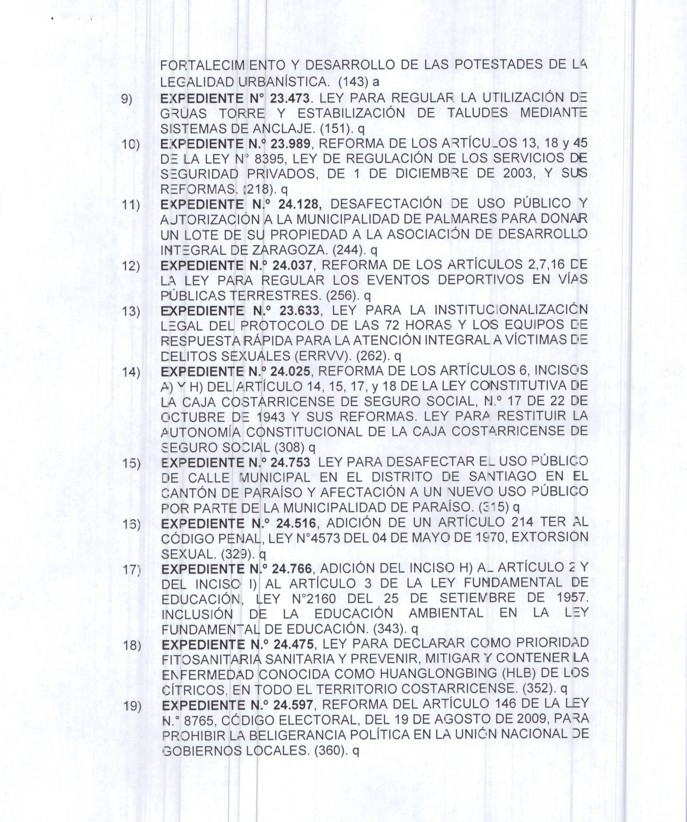 FORTALECIMIENTO Y DESARROLLO DE LAS POTESTADES DE LA
LEGALIDAD URBANÍSTICA. (143) a
9) EXPEDIENTE N° 23.473. LEY PARA REGULAR LA UTILIZACIÓN DE
GRÚAS TORRE Y ESTABILIZACIÓN DE TALUDES MEDIANTE
SISTEMAS DE ANCLAJE. (151). q
10) EXPEDIENTE N.º 23.989, REFORMA DE LOS ARTÍCULOS 13, 18 y 45
DE LA LEY N° 8395, LEY DE REGULACIÓN DE LOS SERVICIOS DE
SEGURIDAD PRIVADOS, DE 1 DE DICIEMBRE DE 2003, Y SUS
REFORMAS. (218). q
11) EXPEDIENTE N.º 24.128, DESAFECTACIÓN DE USO PÚBLICO Y
AUTORIZACIÓN A LA MUNICIPALIDAD DE PALMARES PARA DONAR
UN LOTE DE SU PROPIEDAD A LA ASOCIACIÓN DE DESARROLLO
INTEGRAL DE ZARAGOZA. (244). q
12) EXPEDIENTE N.º 24.037, REFORMA DE LOS ARTÍCULOS 2,7,16 DE
LA LEY PARA REGULAR LOS EVENTOS DEPORTIVOS EN VÍAS
PÚBLICAS TERRESTRES. (256). q
13) EXPEDIENTE N.º 23.633, LEY PARA LA INSTITUCIONALIZACIÓN
LEGAL DEL PROTOCOLO DE LAS 72 HORAS Y LOS EQUIPOS DE
RESPUESTA RÁPIDA PARA LA ATENCIÓN INTEGRAL A VÍCTIMAS DE
DELITOS SEXUALES (ERRVV). (262). q
14) EXPEDIENTE N.º 24.025, REFORMA DE LOS ARTÍCULOS 6, INCISOS
A) Y H) DEL ARTÍCULO 14, 15, 17, y 18 DE LA LEY CONSTITUTIVA DE
LA CAJA COSTARRICENSE DE SEGURO SOCIAL, N.º 17 DE 22 DE
OCTUBRE DE 1943 Y SUS REFORMAS. LEY PARA RESTITUIR LA
AUTONOMÍA CONSTITUCIONAL DE LA CAJA COSTARRICENSE DE
SEGURO SOCIAL (308) q
15) EXPEDIENTE N.º 24.753 LEY PARA DESAFECTAR EL USO PÚBLICO
DE CALLE MUNICIPAL EN EL DISTRITO DE SANTIAGO EN EL
CANTÓN DE PARAÍSO Y AFECTACIÓN A UN NUEVO USO PÚBLICO
POR PARTE DE LA MUNICIPALIDAD DE PARAÍSO. (315) q
16) EXPEDIENTE N.º 24.516, ADICIÓN DE UN ARTÍCULO 214 TER AL
CÓDIGO PENAL, LEY N°4573 DEL 04 DE MAYO DE 1970, EXTORSION
SEXUAL. (329). q
17) EXPEDIENTE N.º 24.766, ADICIÓN DEL INCISO H) AL ARTÍCULO 2 Y
DEL INCISO I) AL ARTÍCULO 3 DE LA LEY FUNDAMENTAL DE
EDUCACIÓN, LEY N°2160 DEL 25 DE SETIEMBRE DE 1957.
INCLUSIÓN DE LA EDUCACIÓN AMBIENTAL EN LA LEY
FUNDAMENTAL DE EDUCACIÓN. (343). q
18) EXPEDIENTE N.º 24.475, LEY PARA DECLARAR COMO PRIORIDAD
FITOSANITARIA SANITARIA Y PREVENIR, MITIGAR Y CONTENER LA
ENFERMEDAD CONOCIDA COMO HUANGLONGBING (HLB) DE LOS
CÍTRICOS, EN TODO EL TERRITORIO COSTARRICENSE. (352). q
19) EXPEDIENTE N.º 24.597, REFORMA DEL ARTÍCULO 146 DE LA LEY
N.° 8765, CÓDIGO ELECTORAL, DEL 19 DE AGOSTO DE 2009, PARA
PROHIBIR LA BELIGERANCIA POLÍTICA EN LA UNIÓN NACIONAL DE
GOBIERNOS LOCALES. (360). q